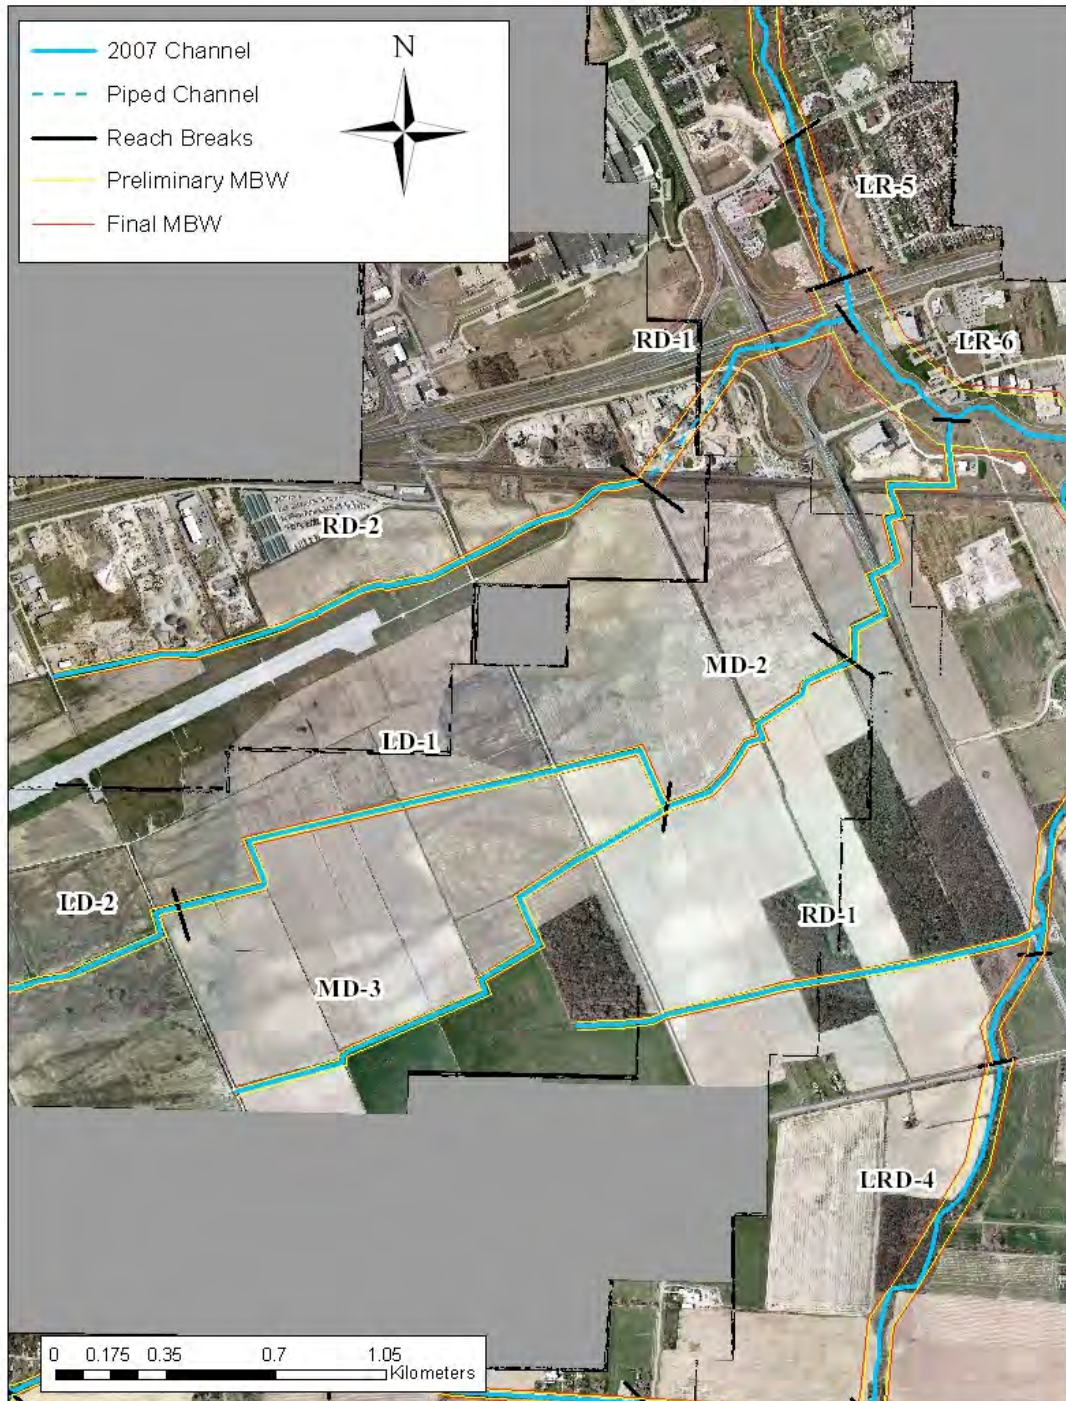 2007 Channel
Piped Channel
Reach Breaks
Preliminary MBW
Final MBW
N
LR-5
RD-1
LR-6
RD-2
MD-2
LD-1
LD-2
RD-1
MD-3
LRD-4
0 0.175 0.35 0.7 1.05
Kilometers